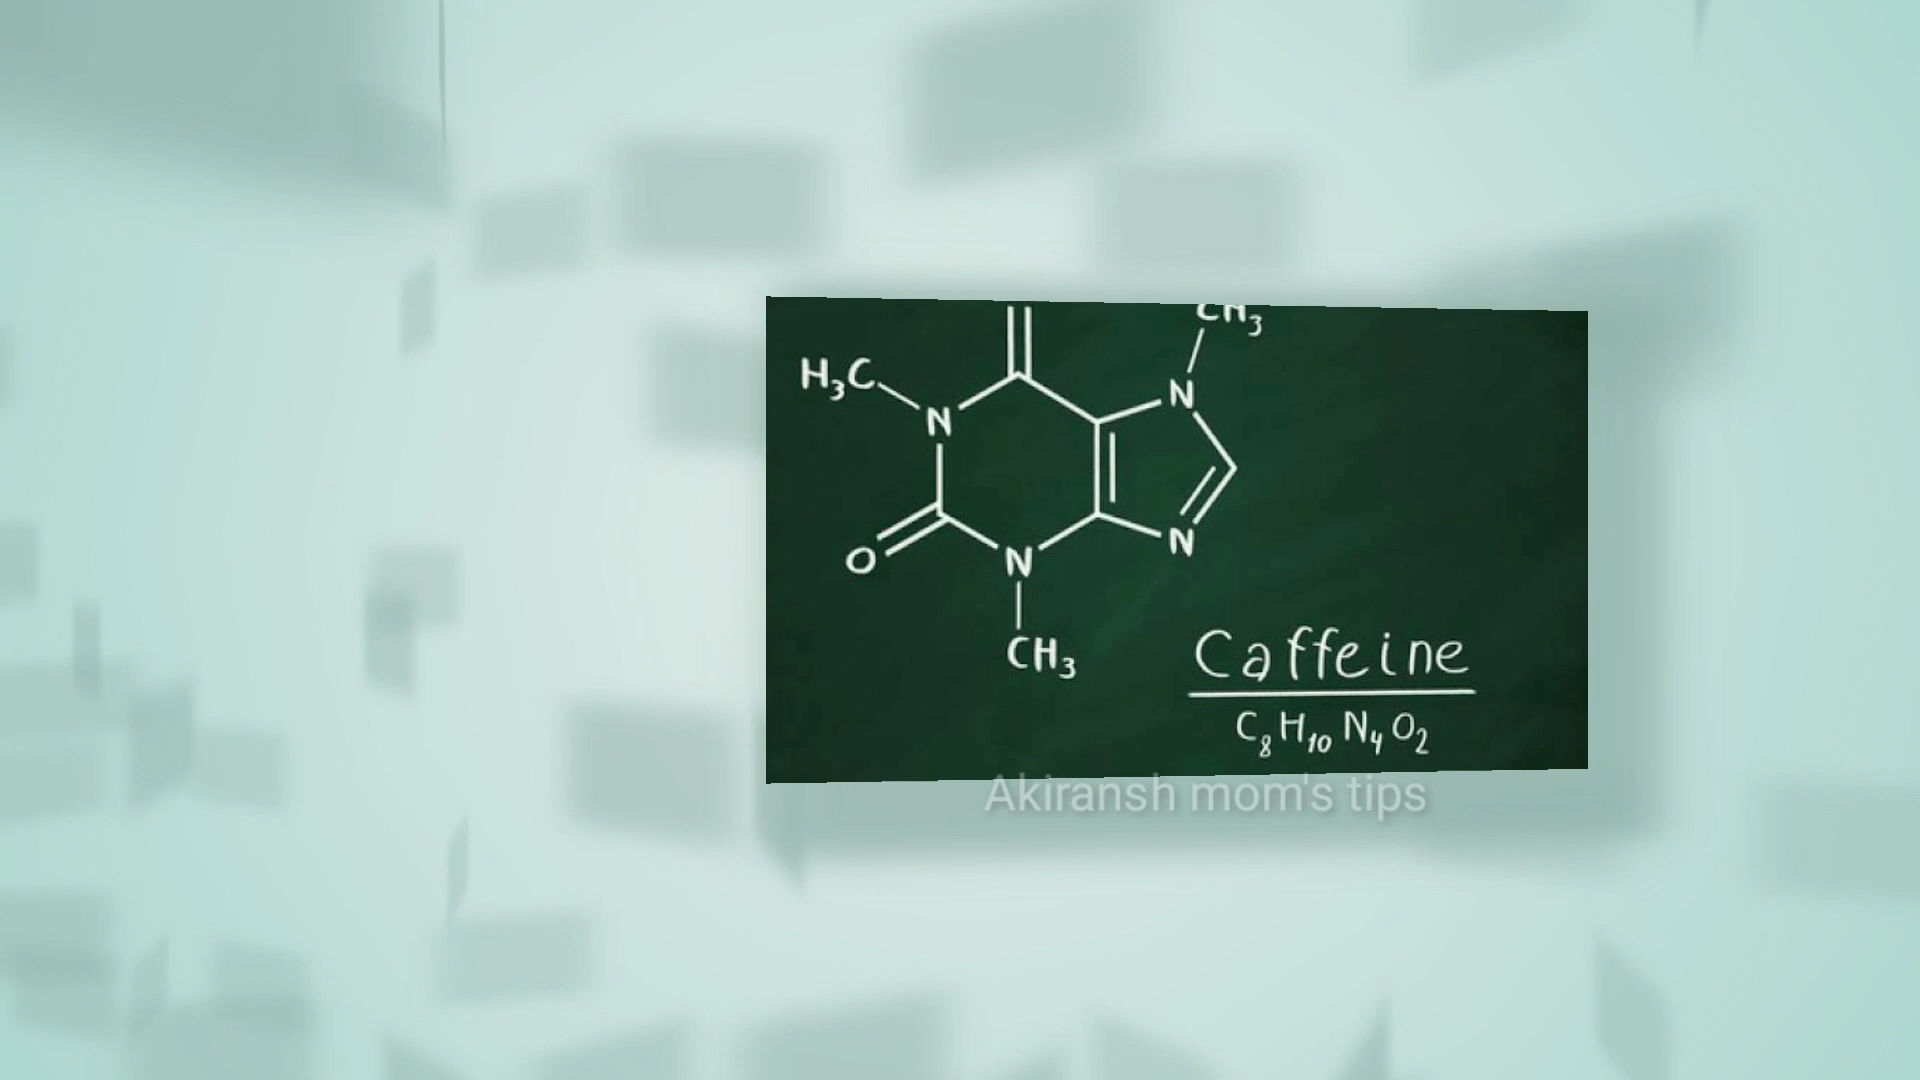 CH₃
H₃C
N
N
O
N
N
CH₃
Caffeine
C₈H₁₀N₄O₂
Akiransh mom's tips